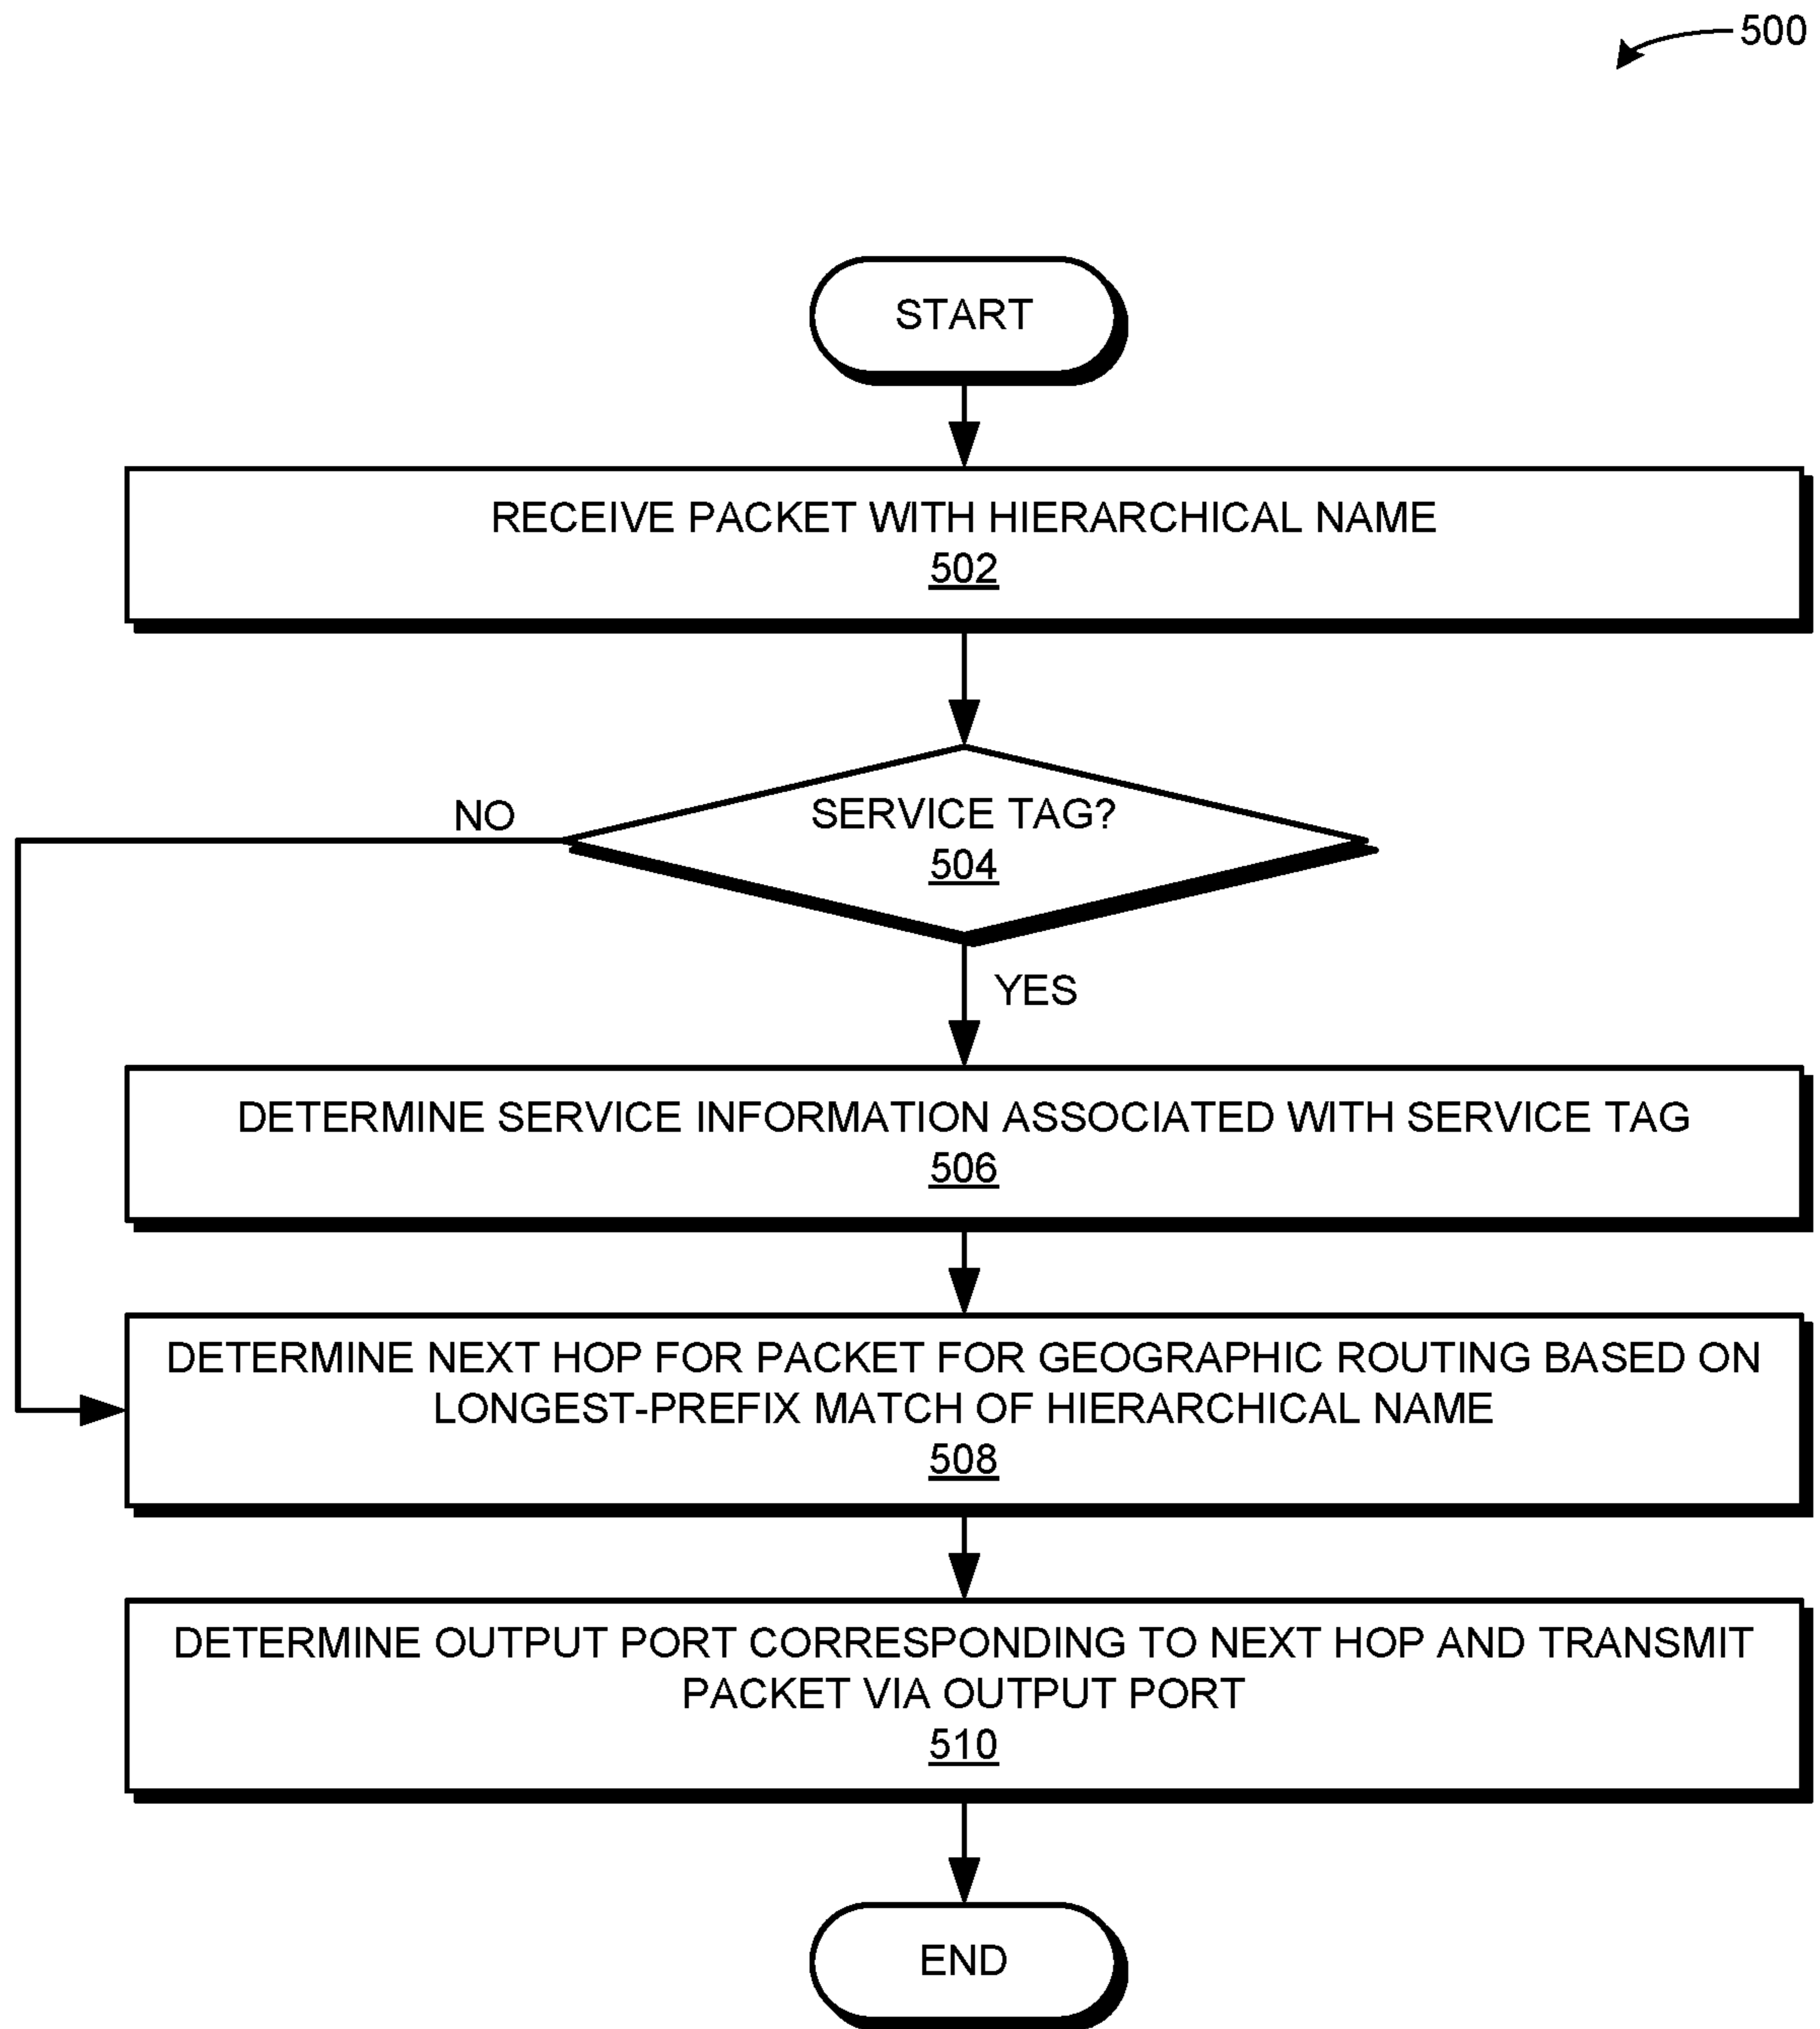 500
START
RECEIVE PACKET WITH HIERARCHICAL NAME
502
SERVICE TAG?
504
NO
YES
DETERMINE SERVICE INFORMATION ASSOCIATED WITH SERVICE TAG
506
DETERMINE NEXT HOP FOR PACKET FOR GEOGRAPHIC ROUTING BASED ON
LONGEST-PREFIX MATCH OF HIERARCHICAL NAME
508
DETERMINE OUTPUT PORT CORRESPONDING TO NEXT HOP AND TRANSMIT
PACKET VIA OUTPUT PORT
510
END